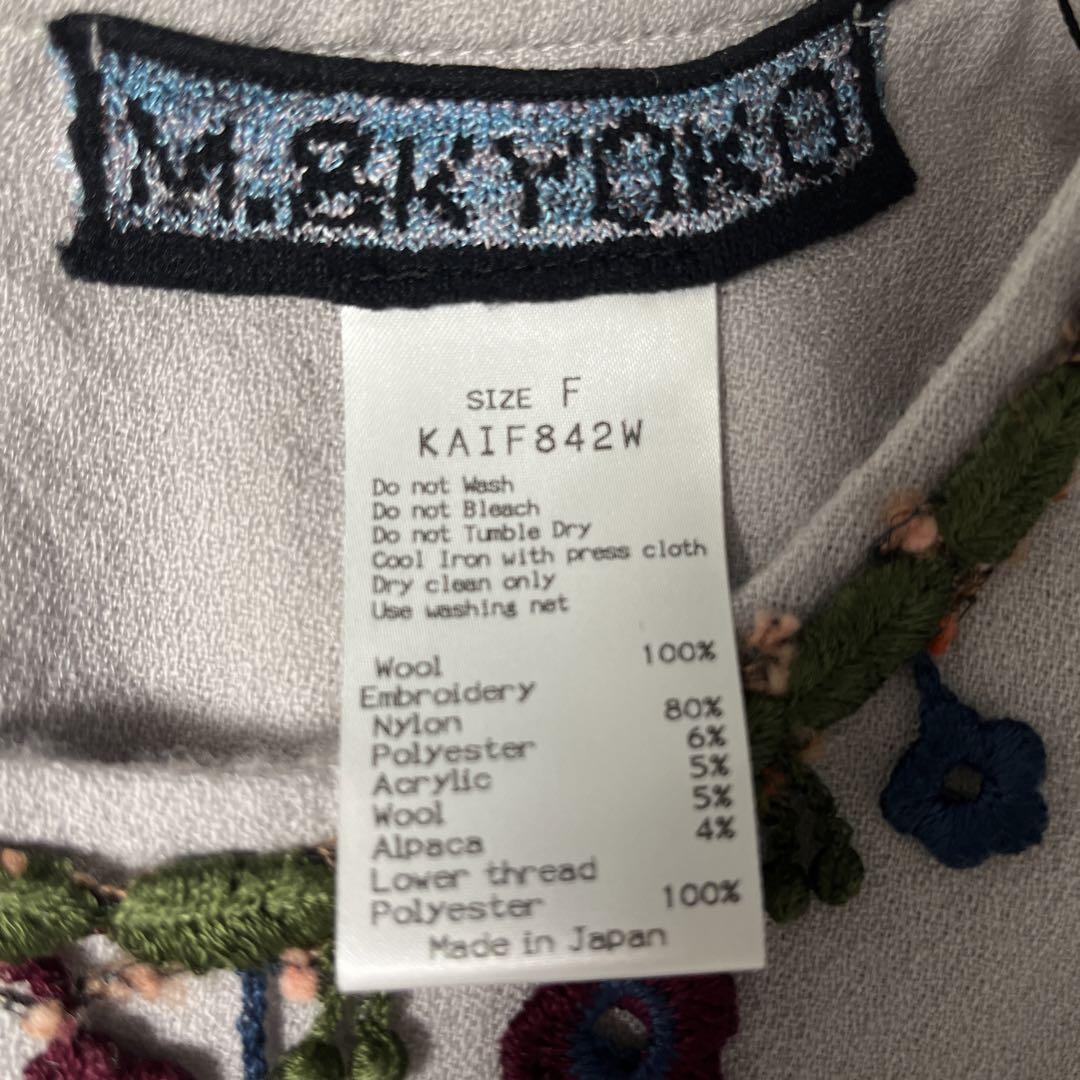 M.&KYOKO
SIZE F
KAIF842W
Do not Wash
Do not Bleach
Do not Tumble Dry
Cool Iron with press cloth
Dry clean only
Use washing net
Wool 100%
Embroidery
Nylon 80%
Polyester 6%
Acrylic 5%
Wool 5%
Alpaca 4%
Lower thread
Polyester 100%
Made in Japan